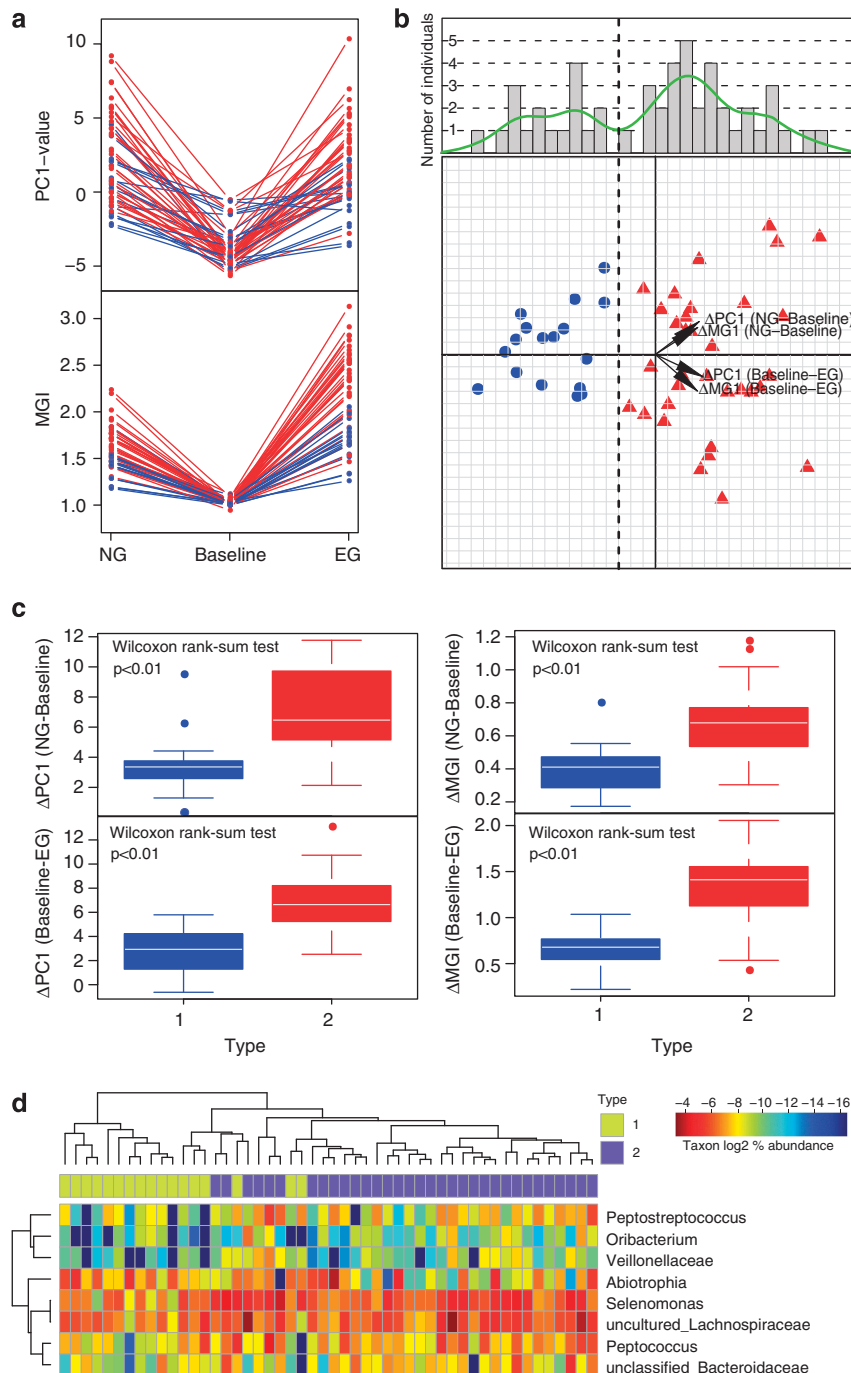 a
10
5
0
−5
PC1−value
3.0
2.5
2.0
1.5
1.0
MGI
NG
Baseline
EG
b
Number of individuals
5
4
3
2
1
ΔPC1 (NG−Baseline)
ΔMG1 (NG−Baseline)
ΔPC1 (Baseline−EG)
ΔMG1 (Baseline−EG)
c
ΔPC1 (NG-Baseline)
12
10
8
6
4
2
Wilcoxon rank-sum test
p<0.01
ΔPC1 (Baseline-EG)
12
10
8
6
4
2
0
Wilcoxon rank-sum test
p<0.01
1
2
Type
ΔMGI (NG-Baseline)
1.2
1.0
0.8
0.6
0.4
0.2
Wilcoxon rank-sum test
p<0.01
ΔMGI (Baseline-EG)
2.0
1.5
1.0
0.5
Wilcoxon rank-sum test
p<0.01
1
2
Type
d
Type
1
2
−4 −6 −8 −10 −12 −14 −16
Taxon log2 % abundance
Peptostreptococcus
Oribacterium
Veillonellaceae
Abiotrophia
Selenomonas
uncultured_Lachnospiraceae
Peptococcus
unclassified_Bacteroidaceae